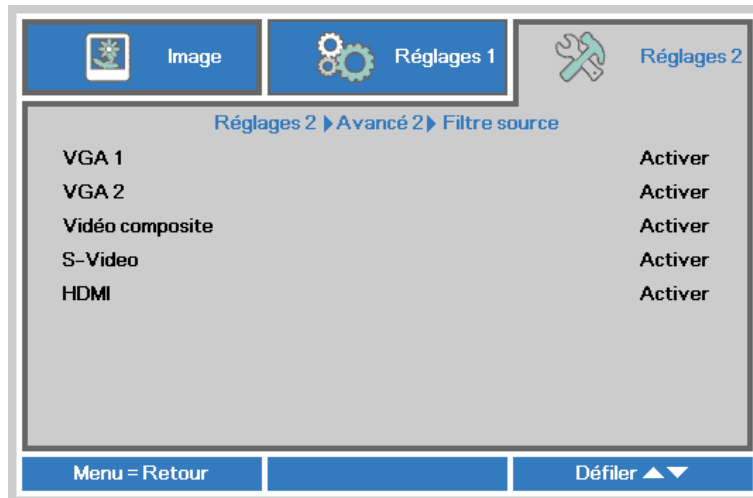 Image Réglages 1 Réglages 2
Réglages 2 ▶ Avancé 2 ▶ Filtre source
VGA 1 Activer
VGA 2 Activer
Vidéo composite Activer
S-Video Activer
HDMI Activer
Menu = Retour Défiler ▲▼